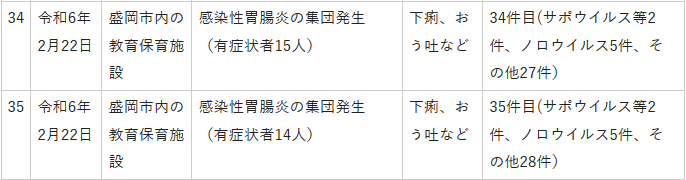 34
令和6年
2月22日
盛岡市内の
教育保育施
設
感染性胃腸炎の集団発生
（有症状者15人）
下痢、お
う吐など
34件目(サポウイルス等2
件、ノロウイルス5件、そ
の他27件)
35
令和6年
2月22日
盛岡市内の
教育保育施
設
感染性胃腸炎の集団発生
（有症状者14人）
下痢、お
う吐など
35件目(サポウイルス等2
件、ノロウイルス5件、そ
の他28件)